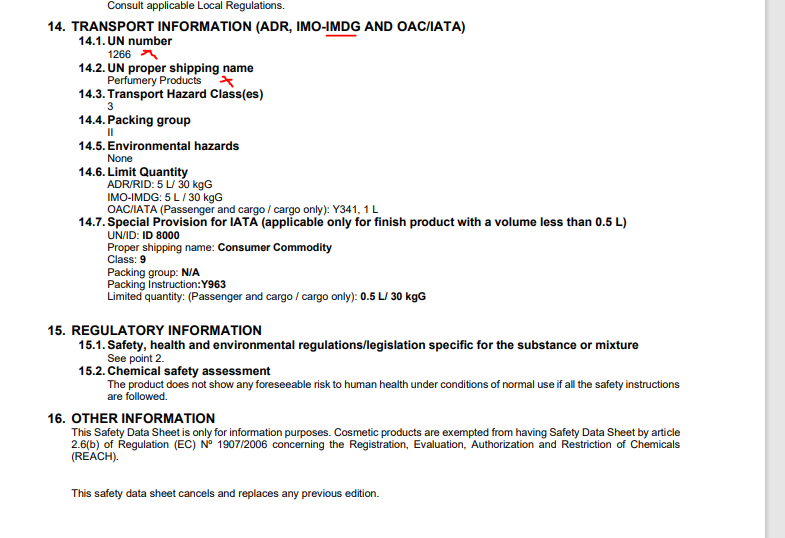 Consult applicable Local Regulations.
14. TRANSPORT INFORMATION (ADR, IMO-IMDG AND OAC/IATA)
14.1. UN number
1266
14.2. UN proper shipping name
Perfumery Products
14.3. Transport Hazard Class(es)
3
14.4. Packing group
II
14.5. Environmental hazards
None
14.6. Limit Quantity
ADR/RID: 5 L/ 30 kgG
IMO-IMDG: 5 L / 30 kgG
OAC/IATA (Passenger and cargo / cargo only): Y341, 1 L
14.7. Special Provision for IATA (applicable only for finish product with a volume less than 0.5 L)
UN/ID: ID 8000
Proper shipping name: Consumer Commodity
Class: 9
Packing group: N/A
Packing Instruction:Y963
Limited quantity: (Passenger and cargo / cargo only): 0.5 L/ 30 kgG
15. REGULATORY INFORMATION
15.1. Safety, health and environmental regulations/legislation specific for the substance or mixture
See point 2.
15.2. Chemical safety assessment
The product does not show any foreseeable risk to human health under conditions of normal use if all the safety instructions
are followed.
16. OTHER INFORMATION
This Safety Data Sheet is only for information purposes. Cosmetic products are exempted from having Safety Data Sheet by article
2.6(b) of Regulation (EC) Nº 1907/2006 concerning the Registration, Evaluation, Authorization and Restriction of Chemicals
(REACH).
This safety data sheet cancels and replaces any previous edition.